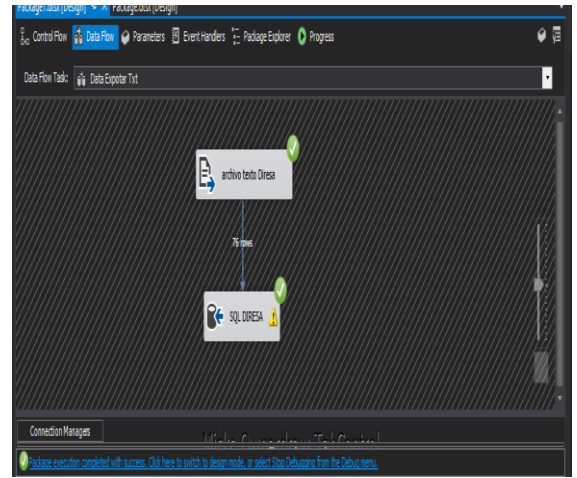 Package1.dtsx [Design] Package.dtsx [Design]
Control Flow Data Flow Parameters Event Handlers Package Explorer Progress
Data Flow Task: Data Expotar Txt
archivo texto Diresa
76 rows
SQL DIRESA
Connection Managers
Package execution completed with success. Click here to switch to design mode, or select Stop Debugging from the Debug menu.